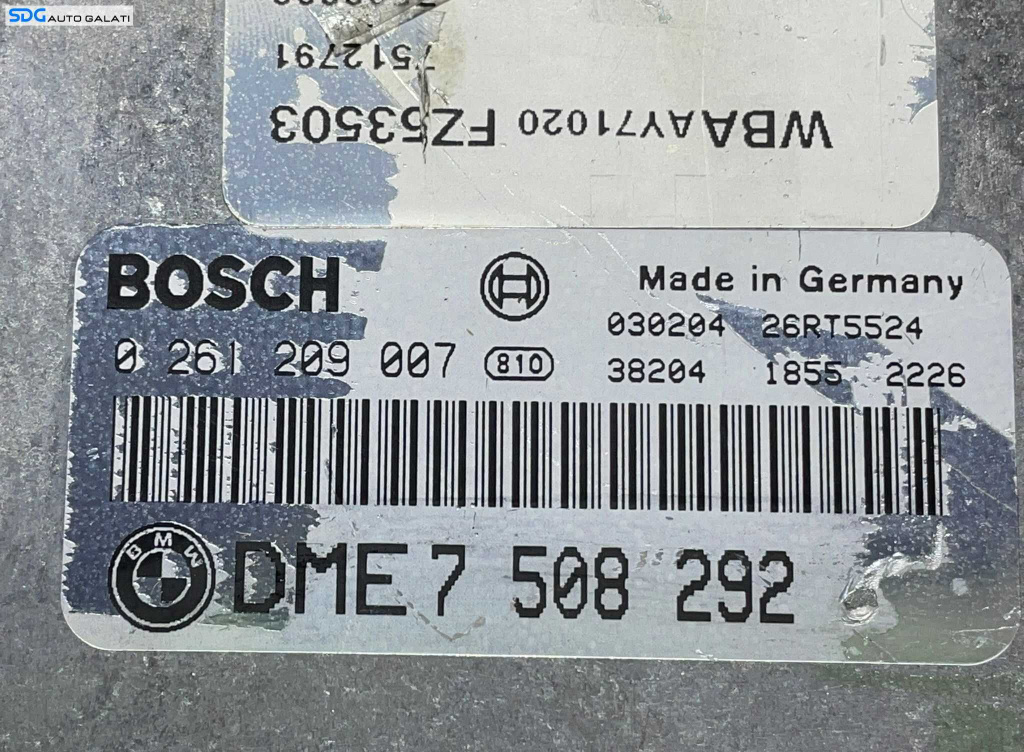 SDG AUTO GALATI
7512791
WBAAY71020 FZ53503
BOSCH
Made in Germany
030204 26RT5524
0 261 209 007 810
38204 1855 2226
BMW DME 7 508 292